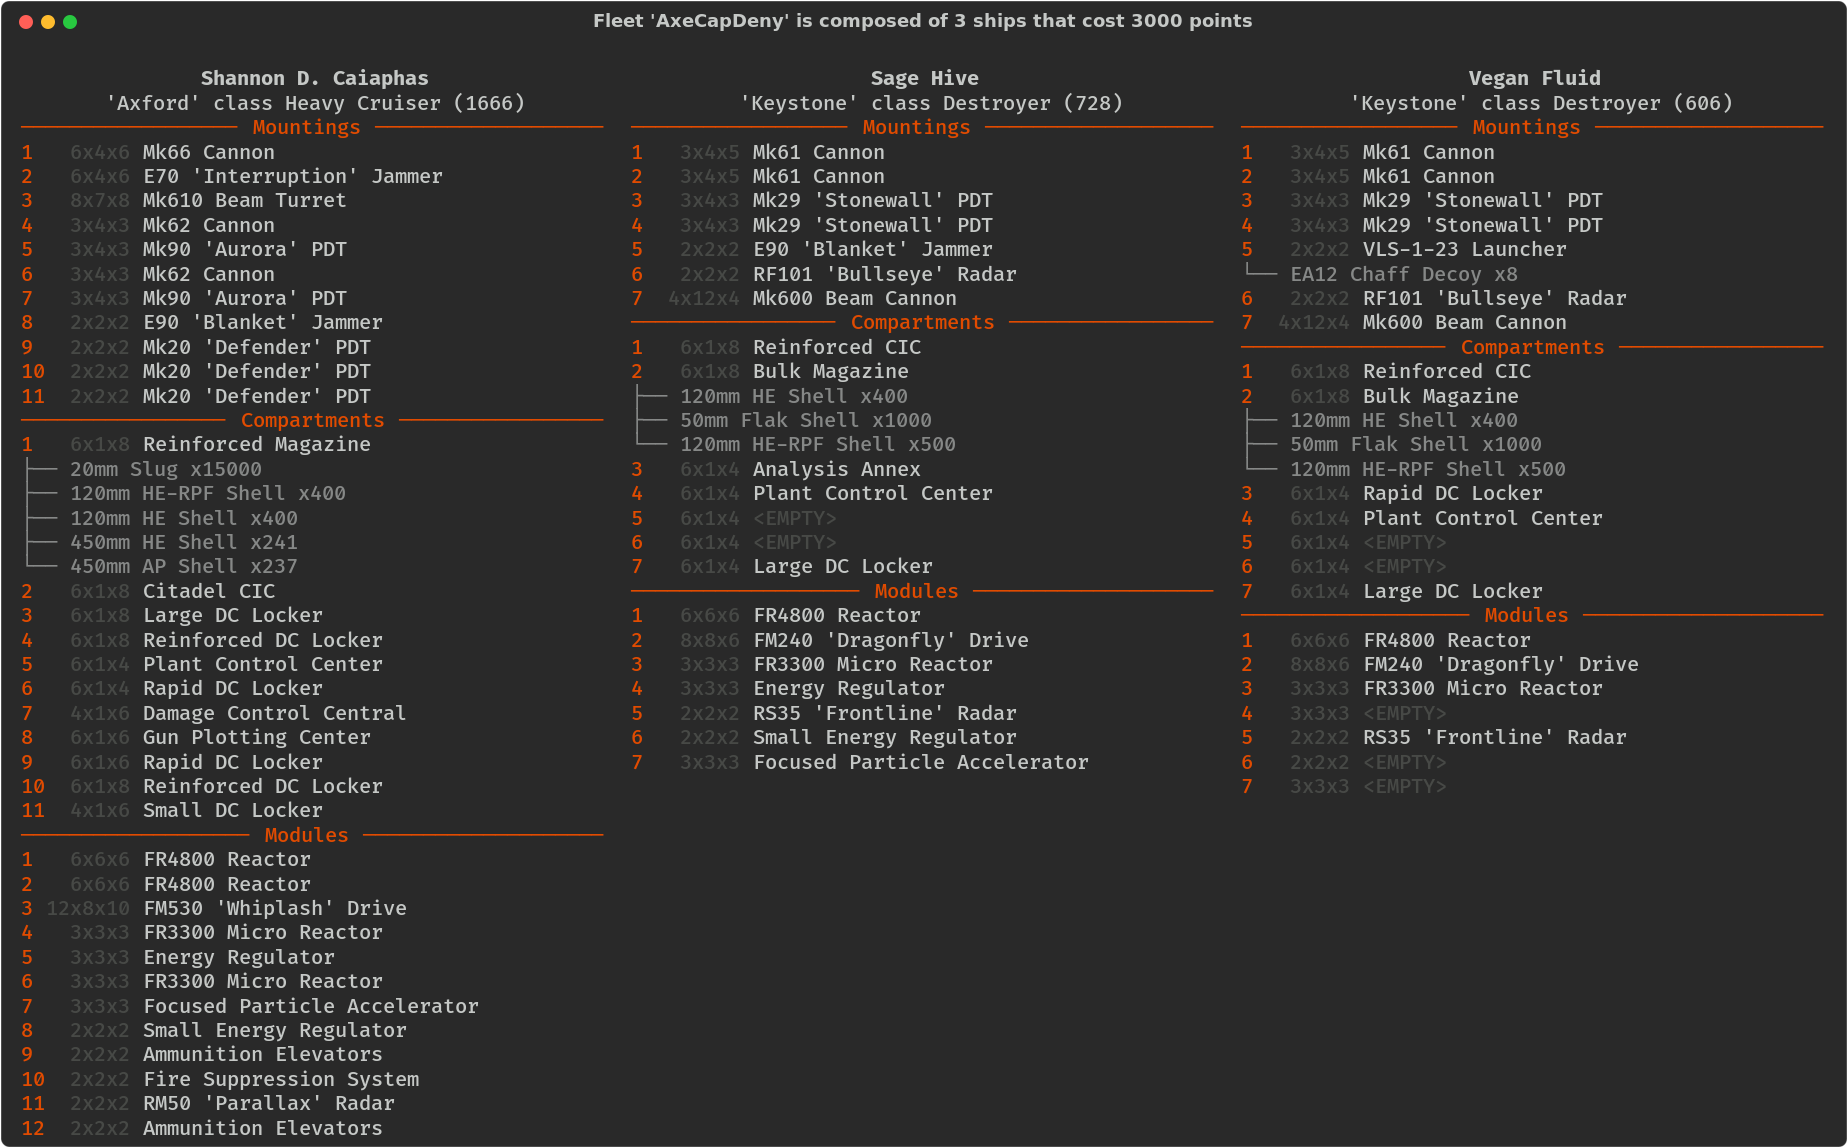 Fleet 'AxeCapDeny' is composed of 3 ships that cost 3000 points
Shannon D. Caiaphas
'Axford' class Heavy Cruiser (1666)
Mountings
1 6x4x6 Mk66 Cannon
2 6x4x6 E70 'Interruption' Jammer
3 8x7x8 Mk610 Beam Turret
4 3x4x3 Mk62 Cannon
5 3x4x3 Mk90 'Aurora' PDT
6 3x4x3 Mk62 Cannon
7 3x4x3 Mk90 'Aurora' PDT
8 2x2x2 E90 'Blanket' Jammer
9 2x2x2 Mk20 'Defender' PDT
10 2x2x2 Mk20 'Defender' PDT
11 2x2x2 Mk20 'Defender' PDT
Compartments
1 6x1x8 Reinforced Magazine
20mm Slug x15000
120mm HE-RPF Shell x400
120mm HE Shell x400
450mm HE Shell x241
450mm AP Shell x237
2 6x1x8 Citadel CIC
3 6x1x8 Large DC Locker
4 6x1x8 Reinforced DC Locker
5 6x1x4 Plant Control Center
6 6x1x4 Rapid DC Locker
7 4x1x6 Damage Control Central
8 6x1x6 Gun Plotting Center
9 6x1x6 Rapid DC Locker
10 6x1x8 Reinforced DC Locker
11 4x1x6 Small DC Locker
Modules
1 6x6x6 FR4800 Reactor
2 6x6x6 FR4800 Reactor
3 12x8x10 FM530 'Whiplash' Drive
4 3x3x3 FR3300 Micro Reactor
5 3x3x3 Energy Regulator
6 3x3x3 FR3300 Micro Reactor
7 3x3x3 Focused Particle Accelerator
8 2x2x2 Small Energy Regulator
9 2x2x2 Ammunition Elevators
10 2x2x2 Fire Suppression System
11 2x2x2 RM50 'Parallax' Radar
12 2x2x2 Ammunition Elevators
Sage Hive
'Keystone' class Destroyer (728)
Mountings
1 3x4x5 Mk61 Cannon
2 3x4x5 Mk61 Cannon
3 3x4x3 Mk29 'Stonewall' PDT
4 3x4x3 Mk29 'Stonewall' PDT
5 2x2x2 E90 'Blanket' Jammer
6 2x2x2 RF101 'Bullseye' Radar
7 4x12x4 Mk600 Beam Cannon
Compartments
1 6x1x8 Reinforced CIC
2 6x1x8 Bulk Magazine
120mm HE Shell x400
50mm Flak Shell x1000
120mm HE-RPF Shell x500
3 6x1x4 Analysis Annex
4 6x1x4 Plant Control Center
5 6x1x4 <EMPTY>
6 6x1x4 <EMPTY>
7 6x1x4 Large DC Locker
Modules
1 6x6x6 FR4800 Reactor
2 8x8x6 FM240 'Dragonfly' Drive
3 3x3x3 FR3300 Micro Reactor
4 3x3x3 Energy Regulator
5 2x2x2 RS35 'Frontline' Radar
6 2x2x2 Small Energy Regulator
7 3x3x3 Focused Particle Accelerator
Vegan Fluid
'Keystone' class Destroyer (606)
Mountings
1 3x4x5 Mk61 Cannon
2 3x4x5 Mk61 Cannon
3 3x4x3 Mk29 'Stonewall' PDT
4 3x4x3 Mk29 'Stonewall' PDT
5 2x2x2 VLS-1-23 Launcher
EA12 Chaff Decoy x8
6 2x2x2 RF101 'Bullseye' Radar
7 4x12x4 Mk600 Beam Cannon
Compartments
1 6x1x8 Reinforced CIC
2 6x1x8 Bulk Magazine
120mm HE Shell x400
50mm Flak Shell x1000
120mm HE-RPF Shell x500
3 6x1x4 Rapid DC Locker
4 6x1x4 Plant Control Center
5 6x1x4 <EMPTY>
6 6x1x4 <EMPTY>
7 6x1x4 Large DC Locker
Modules
1 6x6x6 FR4800 Reactor
2 8x8x6 FM240 'Dragonfly' Drive
3 3x3x3 FR3300 Micro Reactor
4 3x3x3 <EMPTY>
5 2x2x2 RS35 'Frontline' Radar
6 2x2x2 <EMPTY>
7 3x3x3 <EMPTY>